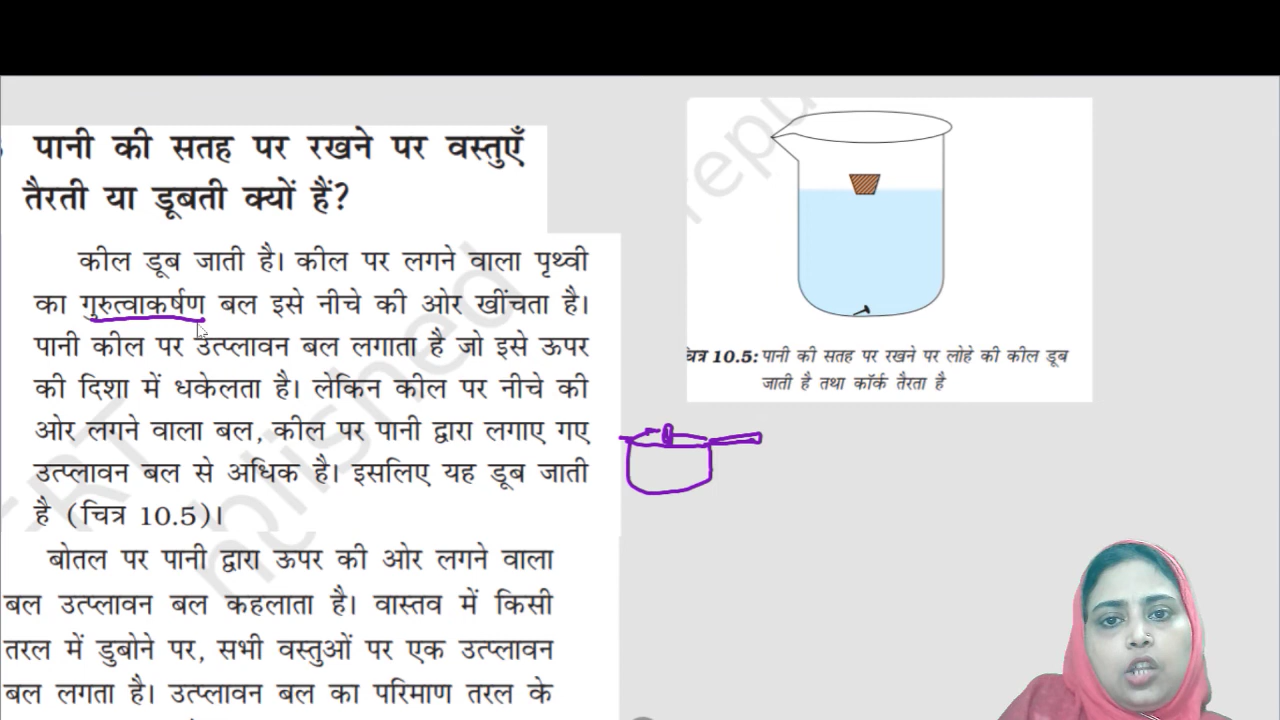 पानी की सतह पर रखने पर वस्तुएँ
तैरती या डूबती क्यों हैं?
कील डूब जाती है। कील पर लगने वाला पृथ्वी
का गुरुत्वाकर्षण बल इसे नीचे की ओर खींचता है।
पानी कील पर उत्प्लावन बल लगाता है जो इसे ऊपर
की दिशा में धकेलता है। लेकिन कील पर नीचे की
ओर लगने वाला बल, कील पर पानी द्वारा लगाए गए
उत्प्लावन बल से अधिक है। इसलिए यह डूब जाती
है (चित्र 10.5)।
बोतल पर पानी द्वारा ऊपर की ओर लगने वाला
बल उत्प्लावन बल कहलाता है। वास्तव में किसी
तरल में डुबोने पर, सभी वस्तुओं पर एक उत्प्लावन
बल लगता है। उत्प्लावन बल का परिमाण तरल के
चित्र 10.5: पानी की सतह पर रखने पर लोहे की कील डूब
जाती है तथा कॉर्क तैरता है